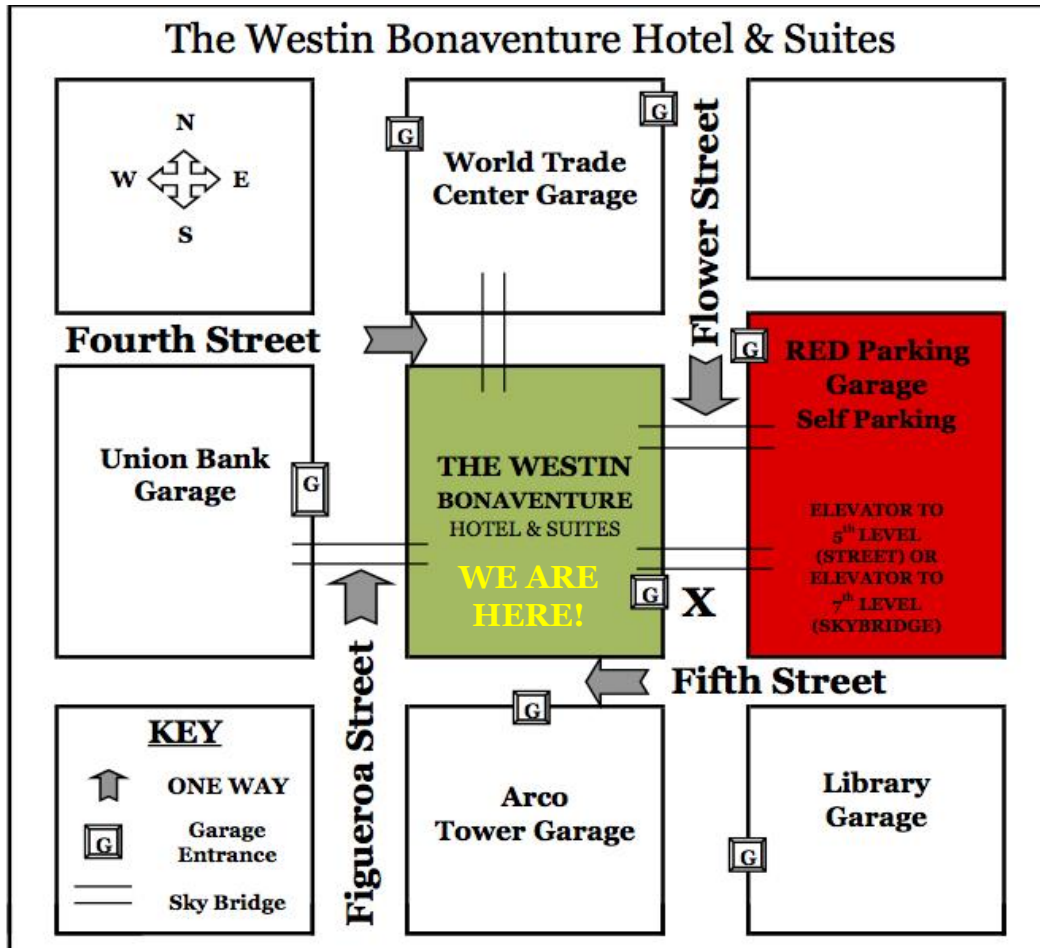 The Westin Bonaventure Hotel & Suites
N
W E
S
G
G
World Trade
Center Garage
Flower Street
Fourth Street
G
RED Parking
Garage
Self Parking
Union Bank
Garage
G
THE WESTIN
BONAVENTURE
HOTEL & SUITES
WE ARE
HERE!
G
X
ELEVATOR TO
5th LEVEL
(STREET) OR
ELEVATOR TO
7th LEVEL
(SKYBRIDGE)
Figueroa Street
Fifth Street
KEY
ONE WAY
G
Garage
Entrance
Sky Bridge
G
Arco
Tower Garage
Library
Garage
G